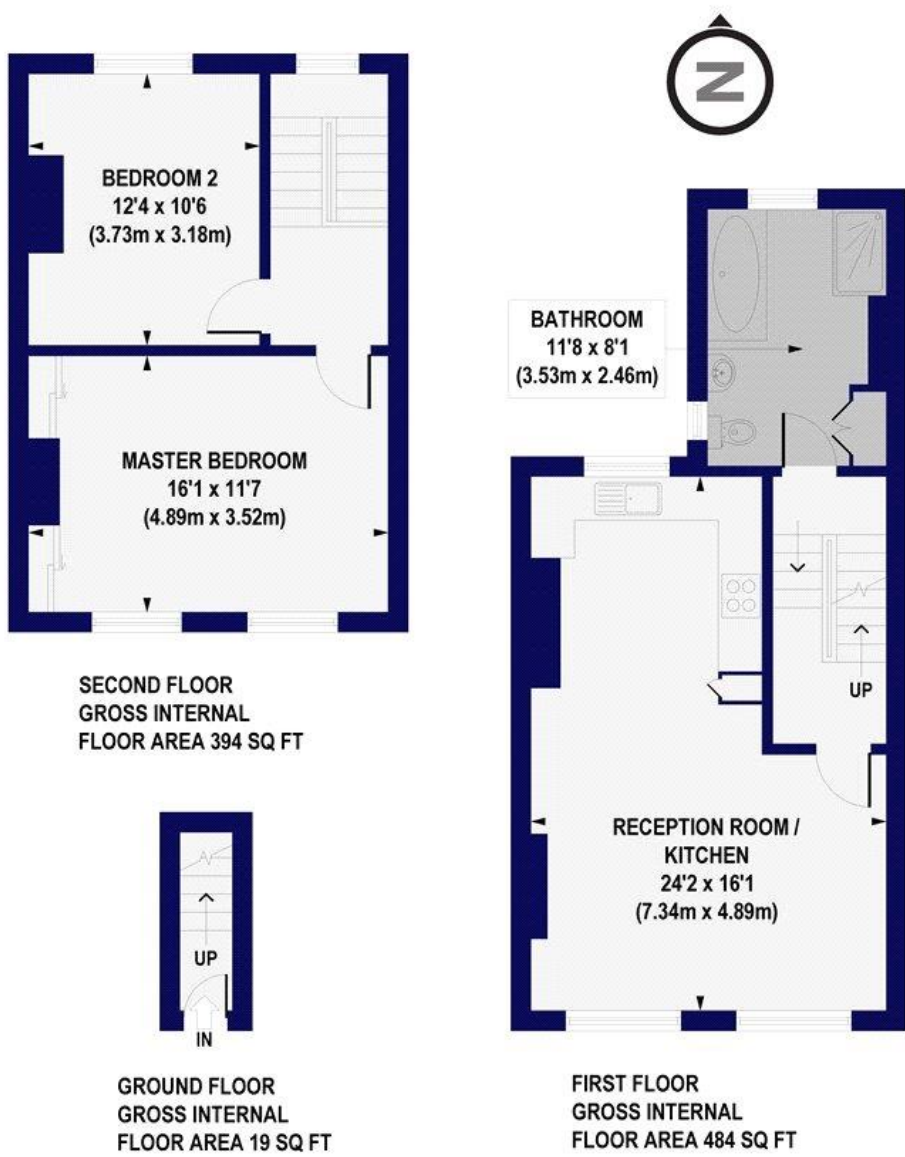 N
BEDROOM 2
12'4 x 10'6
(3.73m x 3.18m)
MASTER BEDROOM
16'1 x 11'7
(4.89m x 3.52m)
SECOND FLOOR
GROSS INTERNAL
FLOOR AREA 394 SQ FT
BATHROOM
11'8 x 8'1
(3.53m x 2.46m)
UP
RECEPTION ROOM /
KITCHEN
24'2 x 16'1
(7.34m x 4.89m)
UP
IN
GROUND FLOOR
GROSS INTERNAL
FLOOR AREA 19 SQ FT
FIRST FLOOR
GROSS INTERNAL
FLOOR AREA 484 SQ FT